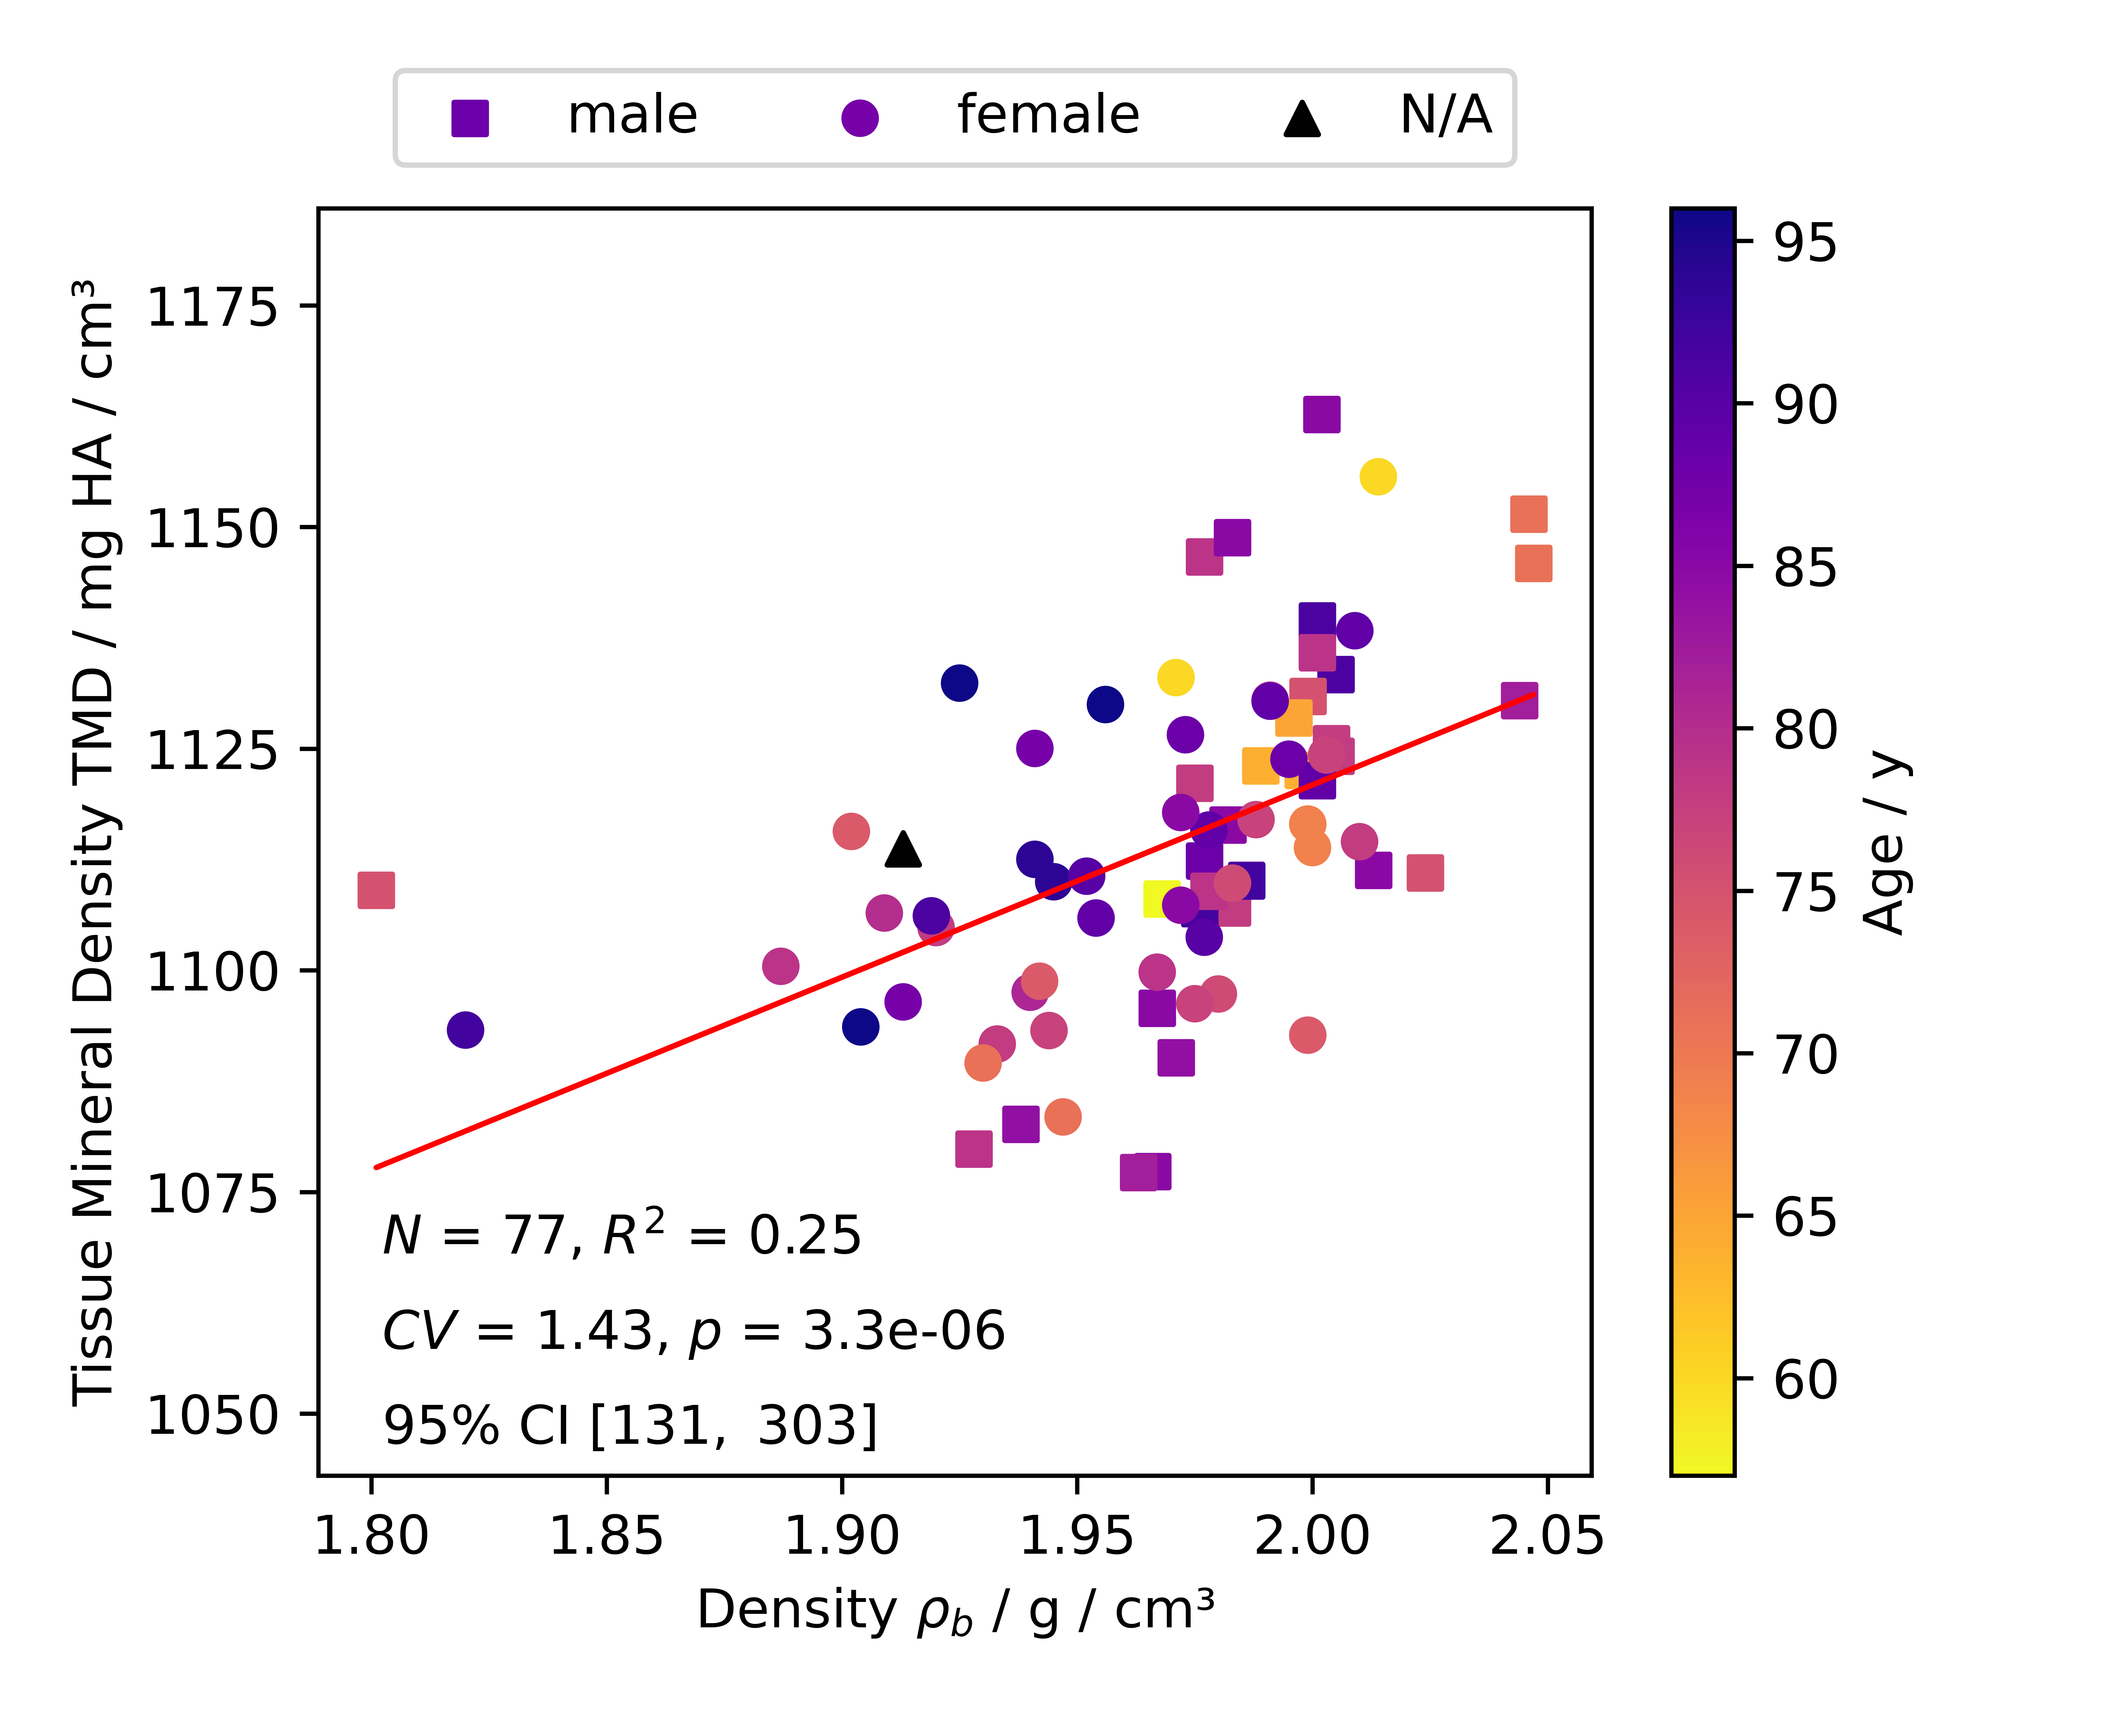 male female N/A
Tissue Mineral Density TMD / mg HA / cm³
1175
1150
1125
1100
1075
1050
N = 77, R² = 0.25
CV = 1.43, p = 3.3e-06
95% CI [131, 303]
1.80 1.85 1.90 1.95 2.00 2.05
Density ρ_b / g / cm³
95
90
85
80
75
70
65
60
Age / y